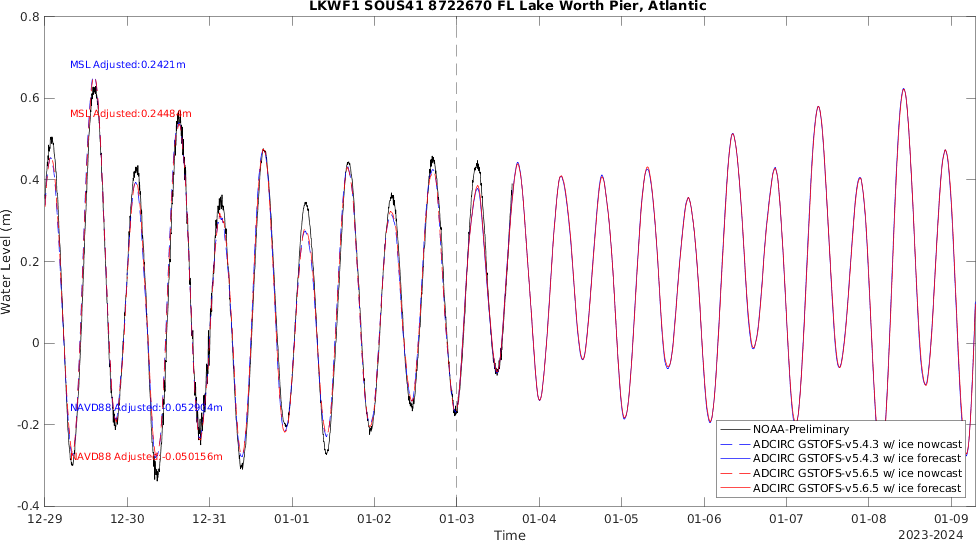 LKWF1 SOUS41 8722670 FL Lake Worth Pier, Atlantic
0.8
MSL Adjusted:0.2421m
0.6
MSL Adjusted:0.2448m
0.4
Water Level (m)
0.2
0
NAVD88 Adjusted:-0.052904m
-0.2
NOAA-Preliminary
ADCIRC GSTOFS-v5.4.3 w/ ice nowcast
NAVD88 Adjusted:-0.050156m
ADCIRC GSTOFS-v5.4.3 w/ ice forecast
ADCIRC GSTOFS-v5.6.5 w/ ice nowcast
ADCIRC GSTOFS-v5.6.5 w/ ice forecast
-0.4
12-29 12-30 12-31 01-01 01-02 01-03 01-04 01-05 01-06 01-07 01-08 01-09
Time
2023-2024